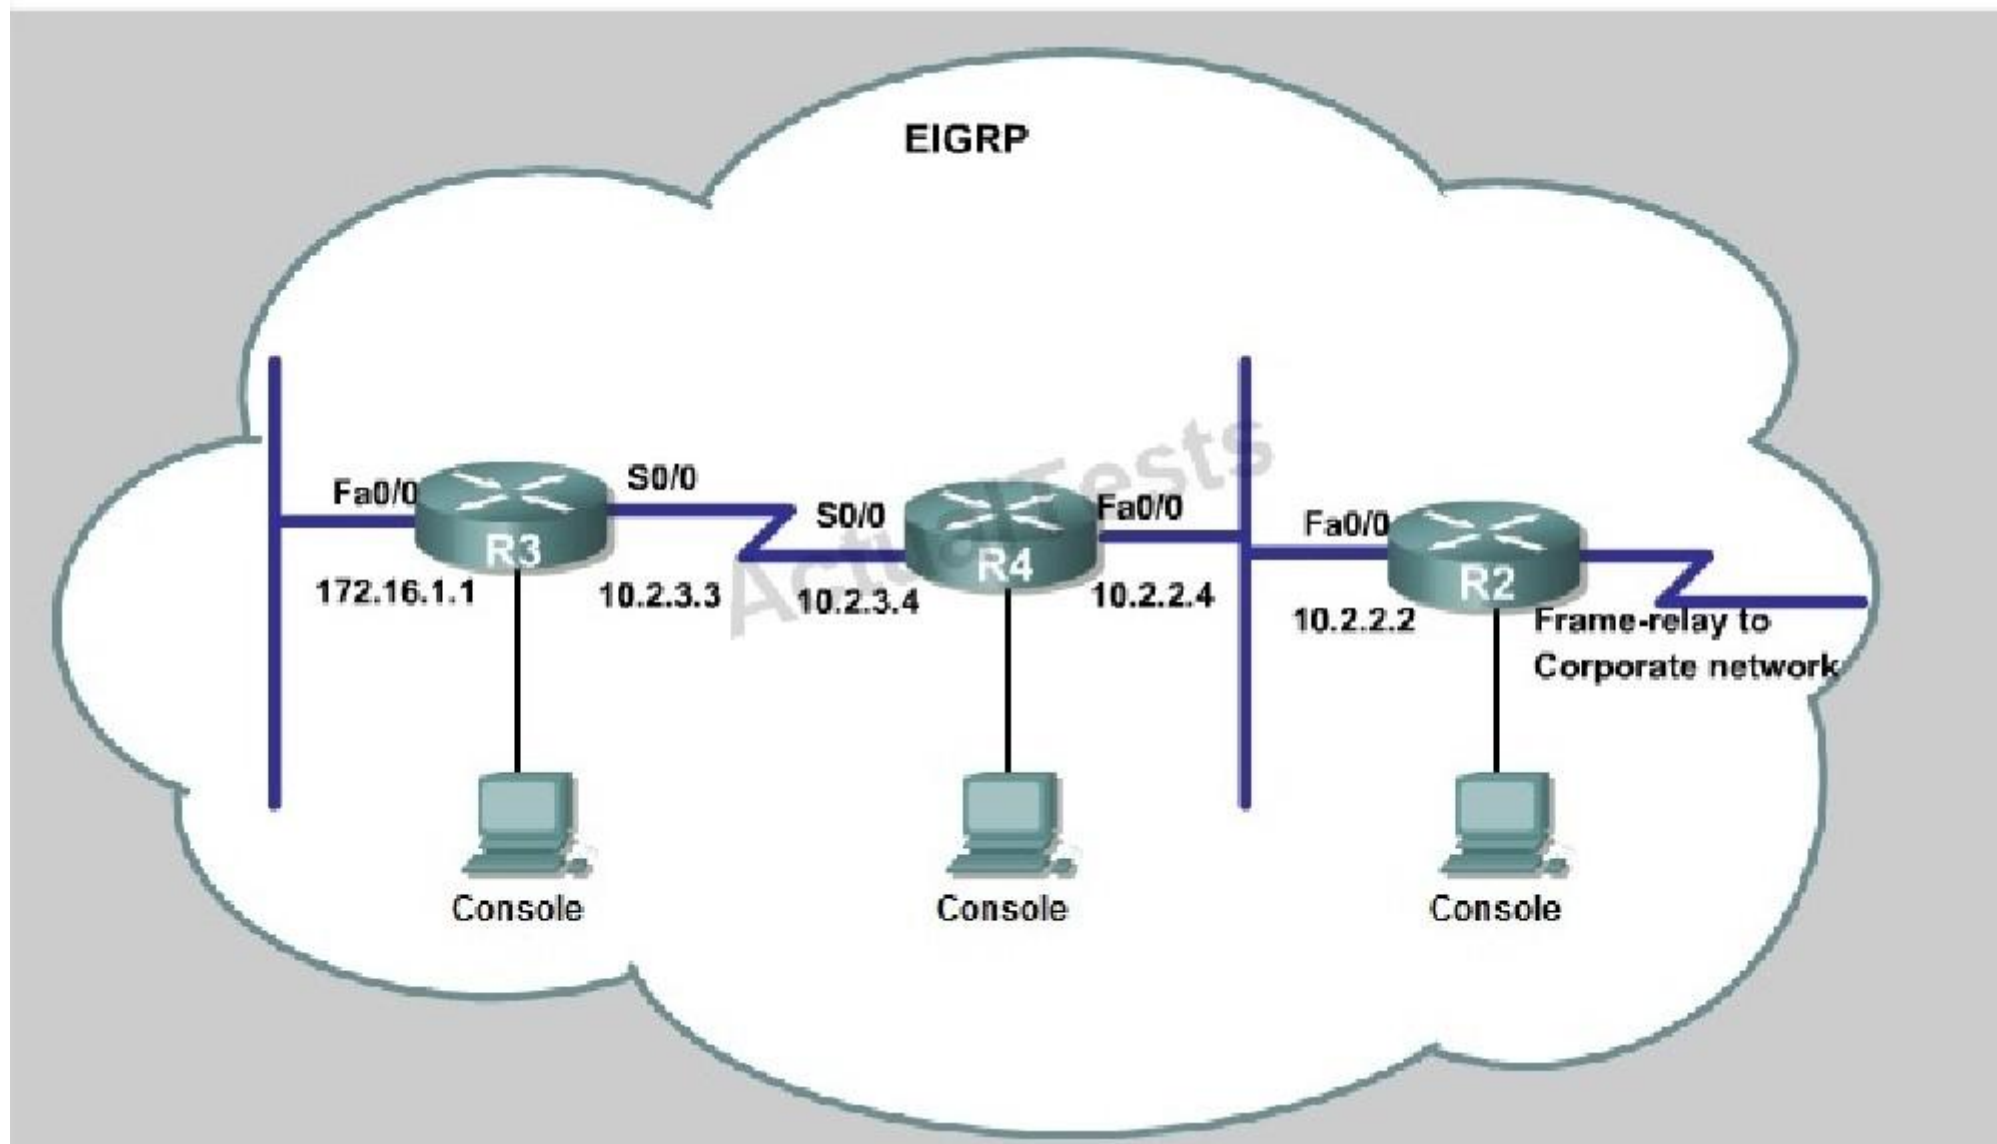 EIGRP
Fa0/0
S0/0
S0/0
Fa0/0
Fa0/0
R3
R4
R2
172.16.1.1
10.2.3.3
10.2.3.4
10.2.2.4
10.2.2.2
Frame-relay to
Corporate network
ActualTests
Console
Console
Console